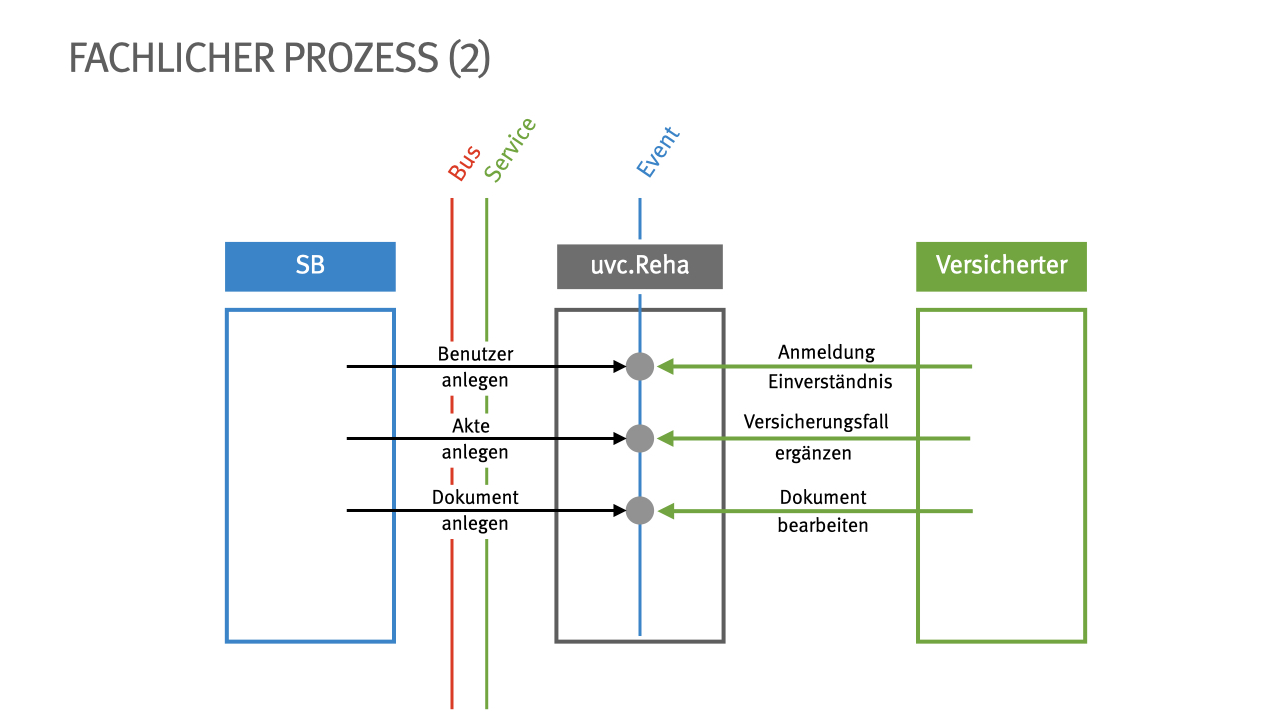 FACHLICHER PROZESS (2)
Bus
Service
Event
SB
uvc.Reha
Versicherter
Benutzer
anlegen
Anmeldung
Einverständnis
Akte
anlegen
Versicherungsfall
ergänzen
Dokument
anlegen
Dokument
bearbeiten